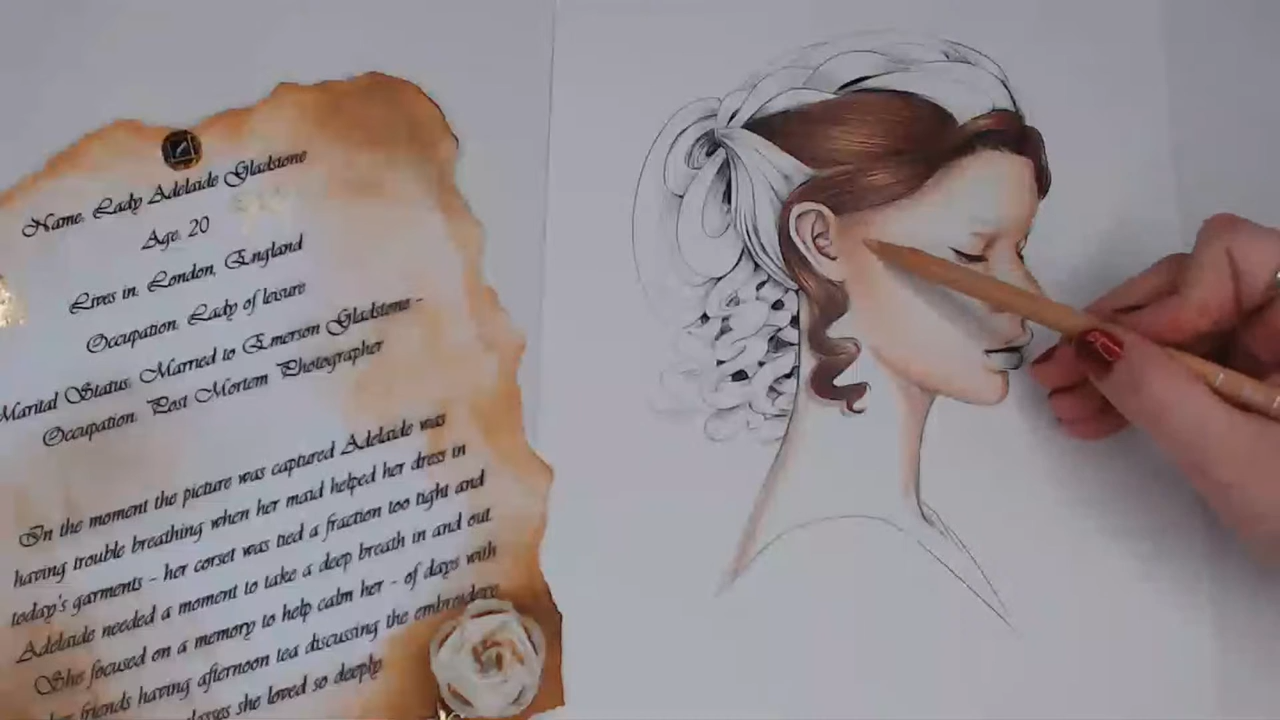 Name: Lady Adelaide Gladstone
Age: 20
Lives in: London, England
Occupation: Lady of leisure
Marital Status: Married to Emerson Gladstone -
Occupation: Post Mortem Photographer
In the moment the picture was captured Adelaide was
having trouble breathing when her maid helped her dress in
today's garments - her corset was tied a fraction too tight and
Adelaide needed a moment to take a deep breath in and out.
She focused on a memory to help calm her - of days with
friends having afternoon tea discussing the embroidery
she loved so deeply